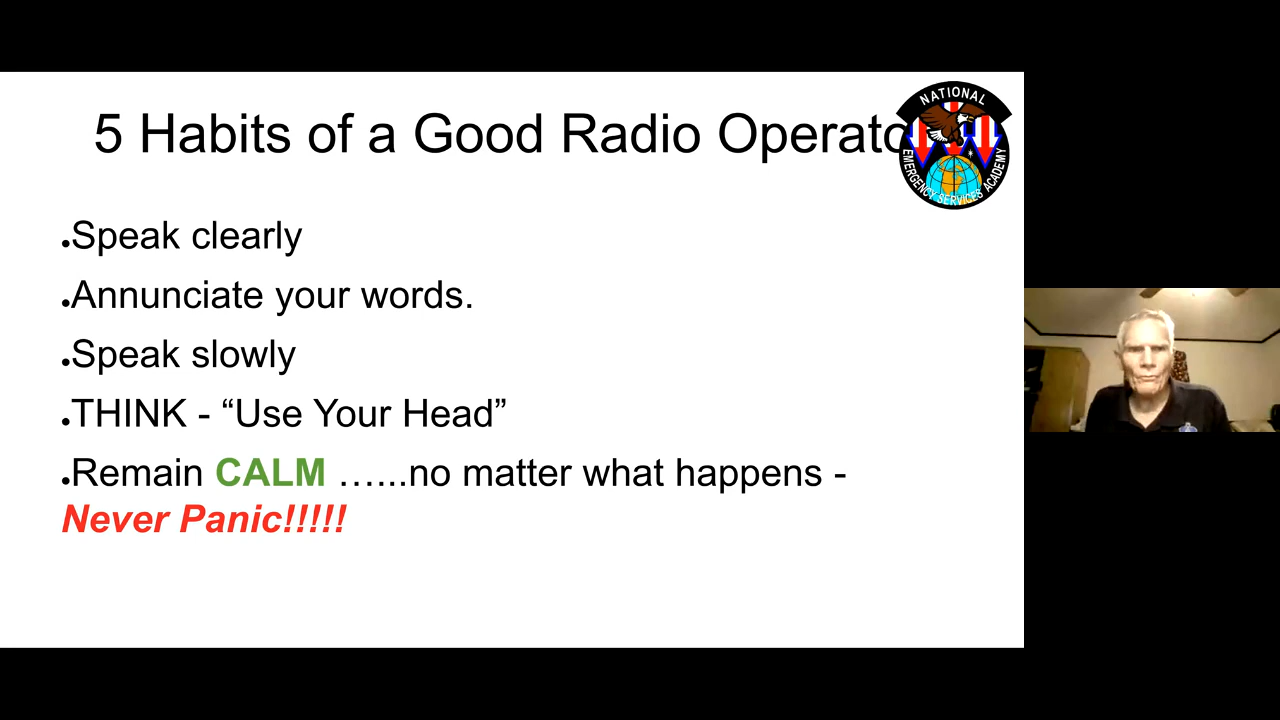 5 Habits of a Good Radio Operato
NATIONAL
EMERGENCY SERVICES ACADEMY
●Speak clearly
●Annunciate your words.
●Speak slowly
●THINK - “Use Your Head”
●Remain CALM …...no matter what happens -
Never Panic!!!!!